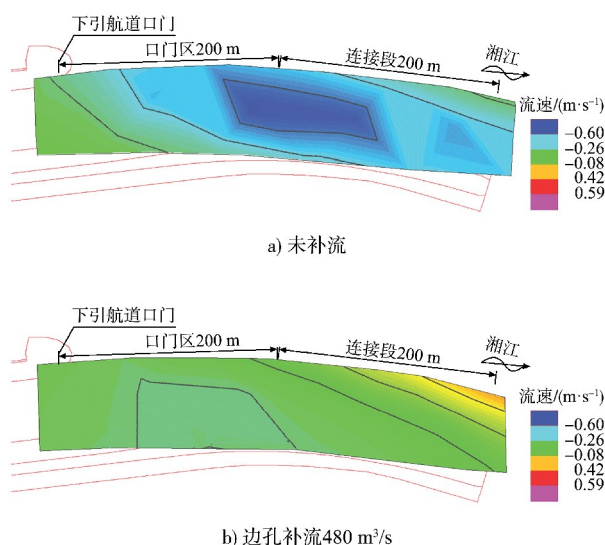 下引航道口门
口门区200 m
连接段200 m
湘江
流速/(m·s⁻¹)
−0.60
−0.26
−0.08
0.42
0.59
a) 未补流
下引航道口门
口门区200 m
连接段200 m
湘江
流速/(m·s⁻¹)
−0.60
−0.26
−0.08
0.42
0.59
b) 边孔补流480 m³/s